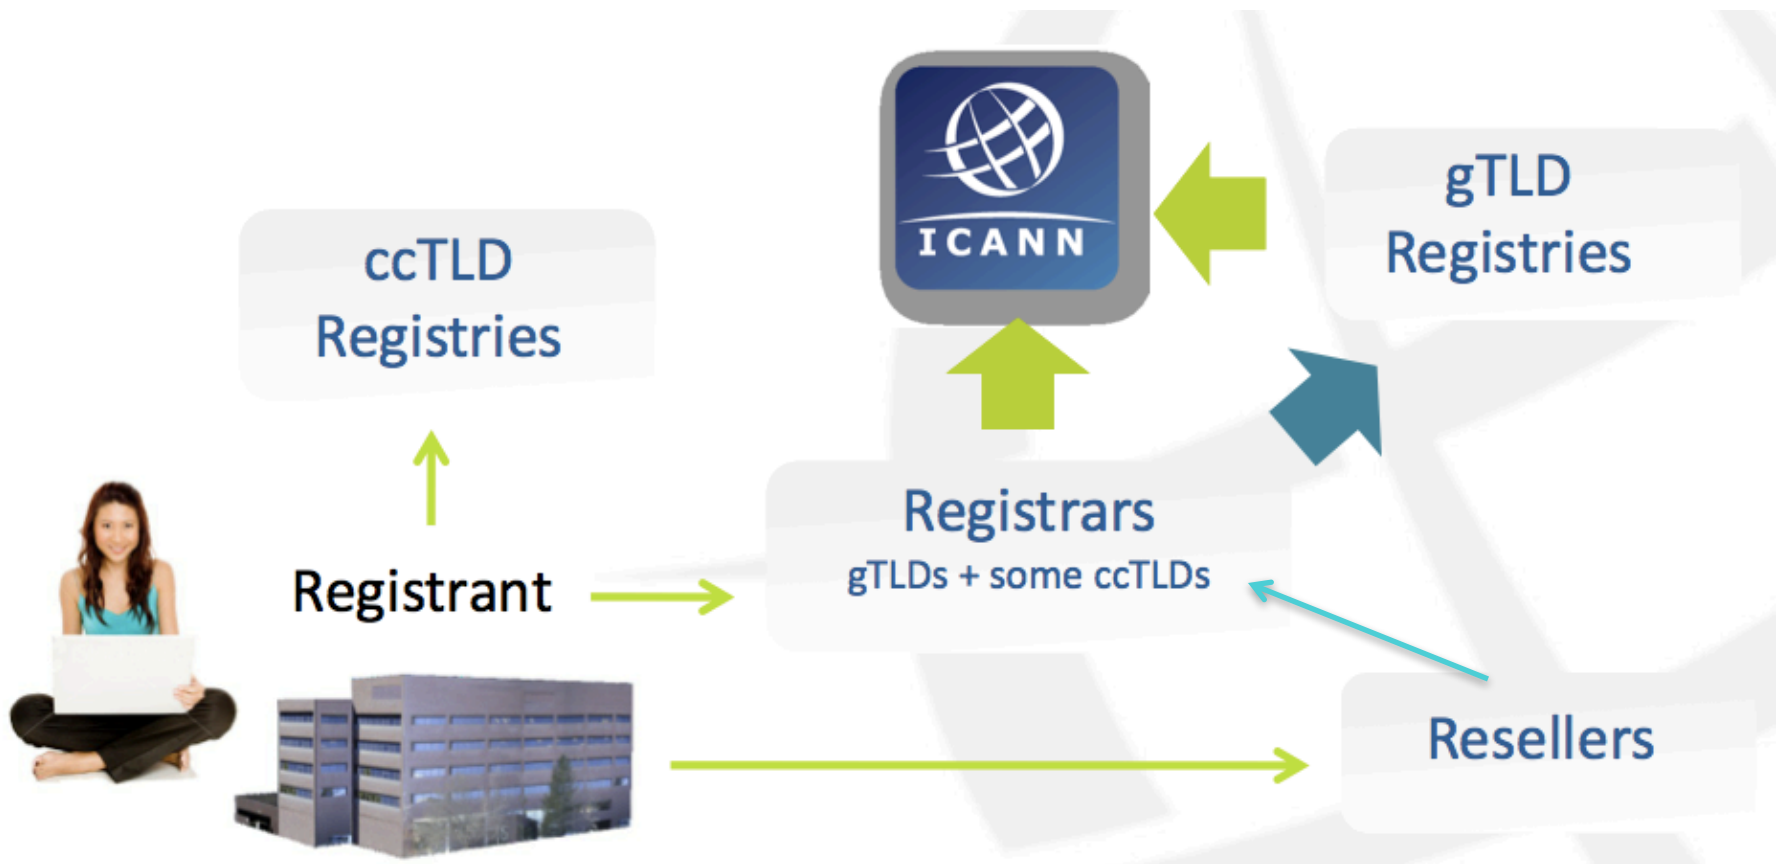 ICANN
gTLD
Registries
ccTLD
Registries
Registrars
gTLDs + some ccTLDs
Registrant
Resellers